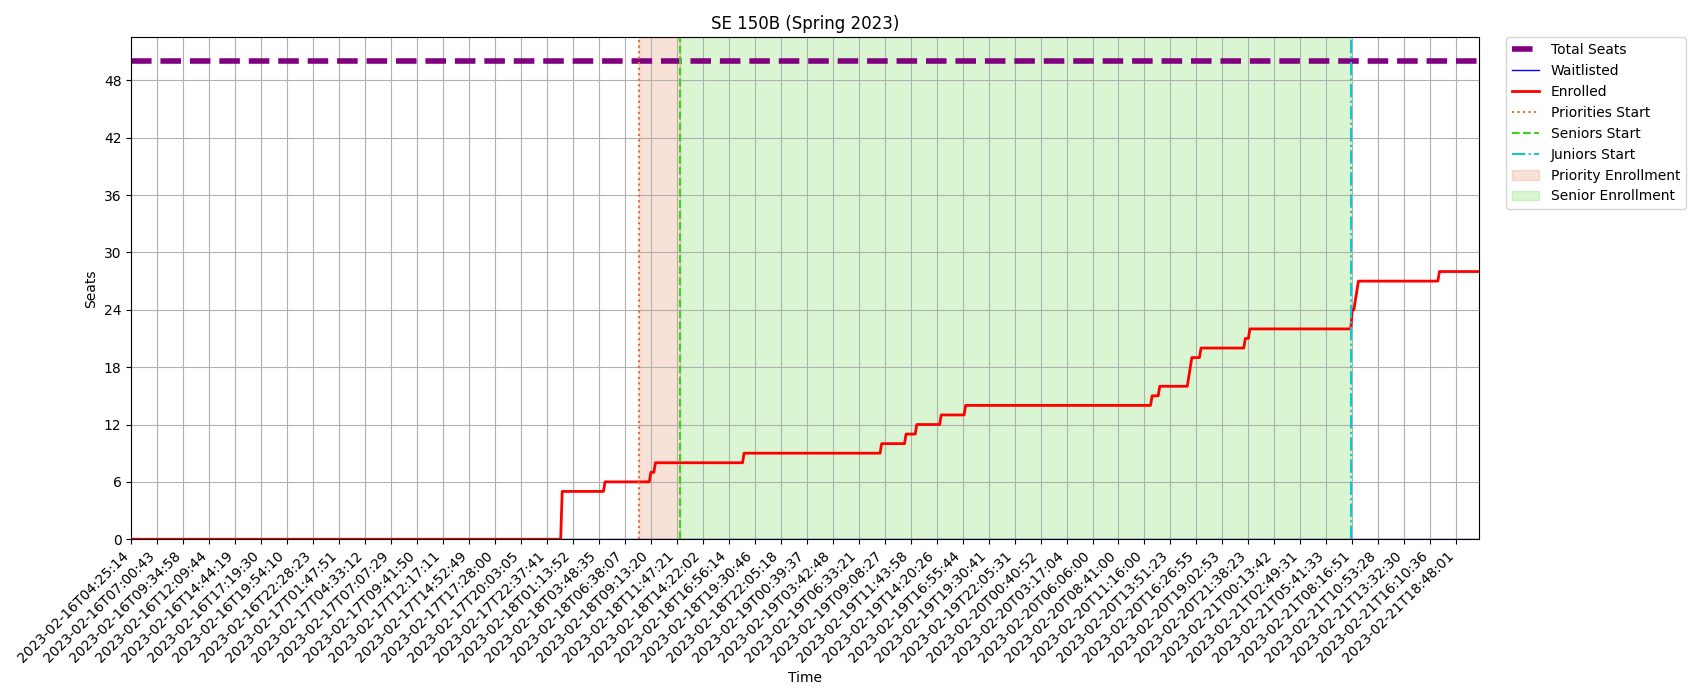 SE 150B (Spring 2023)
Total Seats
Waitlisted
Enrolled
Priorities Start
Seniors Start
Juniors Start
Priority Enrollment
Senior Enrollment
Seats
48
42
36
30
24
18
12
6
0
2023-02-16T04:25:14
2023-02-16T07:00:43
2023-02-16T09:34:58
2023-02-16T12:09:44
2023-02-16T14:44:19
2023-02-16T17:19:30
2023-02-16T19:54:10
2023-02-16T22:28:23
2023-02-17T01:47:51
2023-02-17T04:33:12
2023-02-17T07:07:29
2023-02-17T09:41:50
2023-02-17T12:17:11
2023-02-17T14:52:49
2023-02-17T17:28:00
2023-02-17T20:03:05
2023-02-17T22:37:41
2023-02-18T01:13:52
2023-02-18T03:48:35
2023-02-18T06:38:07
2023-02-18T09:13:20
2023-02-18T11:47:21
2023-02-18T14:22:02
2023-02-18T16:56:14
2023-02-18T19:30:46
2023-02-18T22:05:18
2023-02-19T00:39:37
2023-02-19T03:42:48
2023-02-19T06:33:21
2023-02-19T09:08:27
2023-02-19T11:43:58
2023-02-19T14:20:26
2023-02-19T16:55:44
2023-02-19T19:30:41
2023-02-19T22:05:31
2023-02-20T00:40:52
2023-02-20T03:17:04
2023-02-20T06:06:00
2023-02-20T08:41:00
2023-02-20T11:16:00
2023-02-20T13:51:23
2023-02-20T16:26:55
2023-02-20T19:02:53
2023-02-20T21:38:23
2023-02-21T00:13:42
2023-02-21T02:49:31
2023-02-21T05:41:33
2023-02-21T08:16:51
2023-02-21T10:53:28
2023-02-21T13:32:30
2023-02-21T16:10:36
2023-02-21T18:48:01
Time